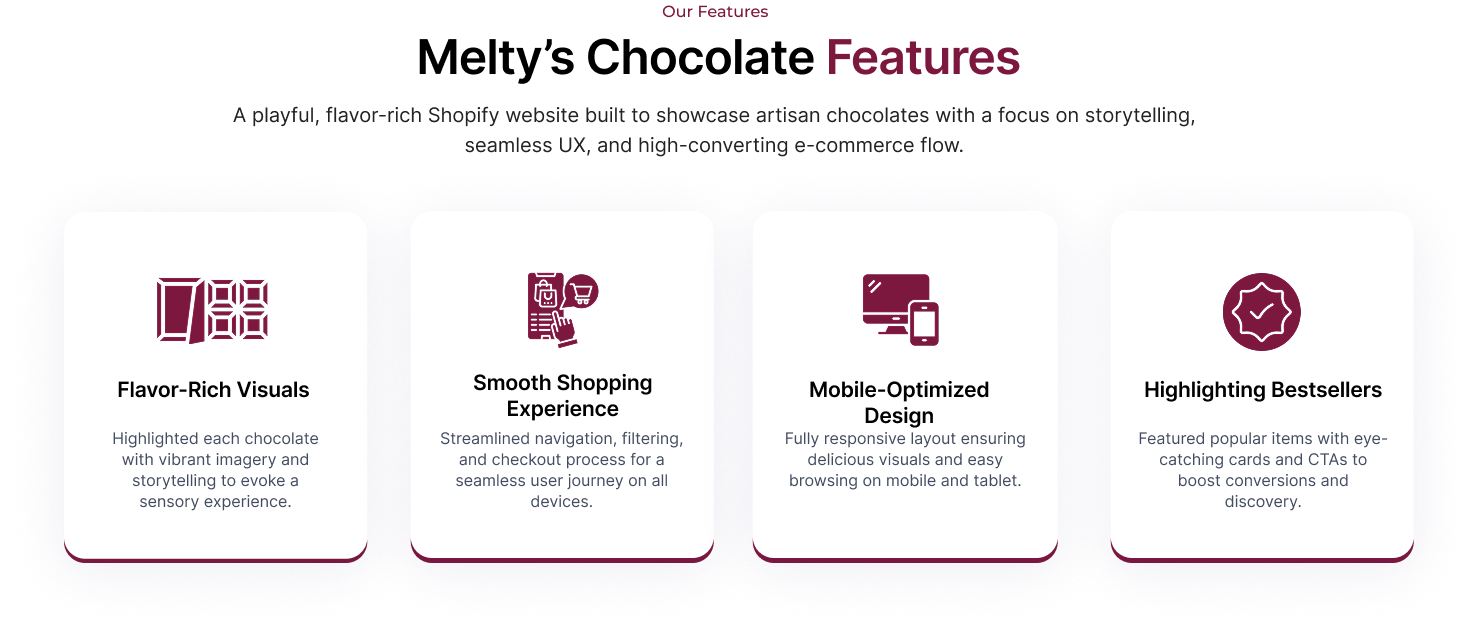 Our Features
Melty’s Chocolate Features
A playful, flavor-rich Shopify website built to showcase artisan chocolates with a focus on storytelling,
seamless UX, and high-converting e-commerce flow.
Flavor-Rich Visuals
Highlighted each chocolate
with vibrant imagery and
storytelling to evoke a
sensory experience.
Smooth Shopping
Experience
Streamlined navigation, filtering,
and checkout process for a
seamless user journey on all
devices.
Mobile-Optimized
Design
Fully responsive layout ensuring
delicious visuals and easy
browsing on mobile and tablet.
Highlighting Bestsellers
Featured popular items with eye-
catching cards and CTAs to
boost conversions and
discovery.